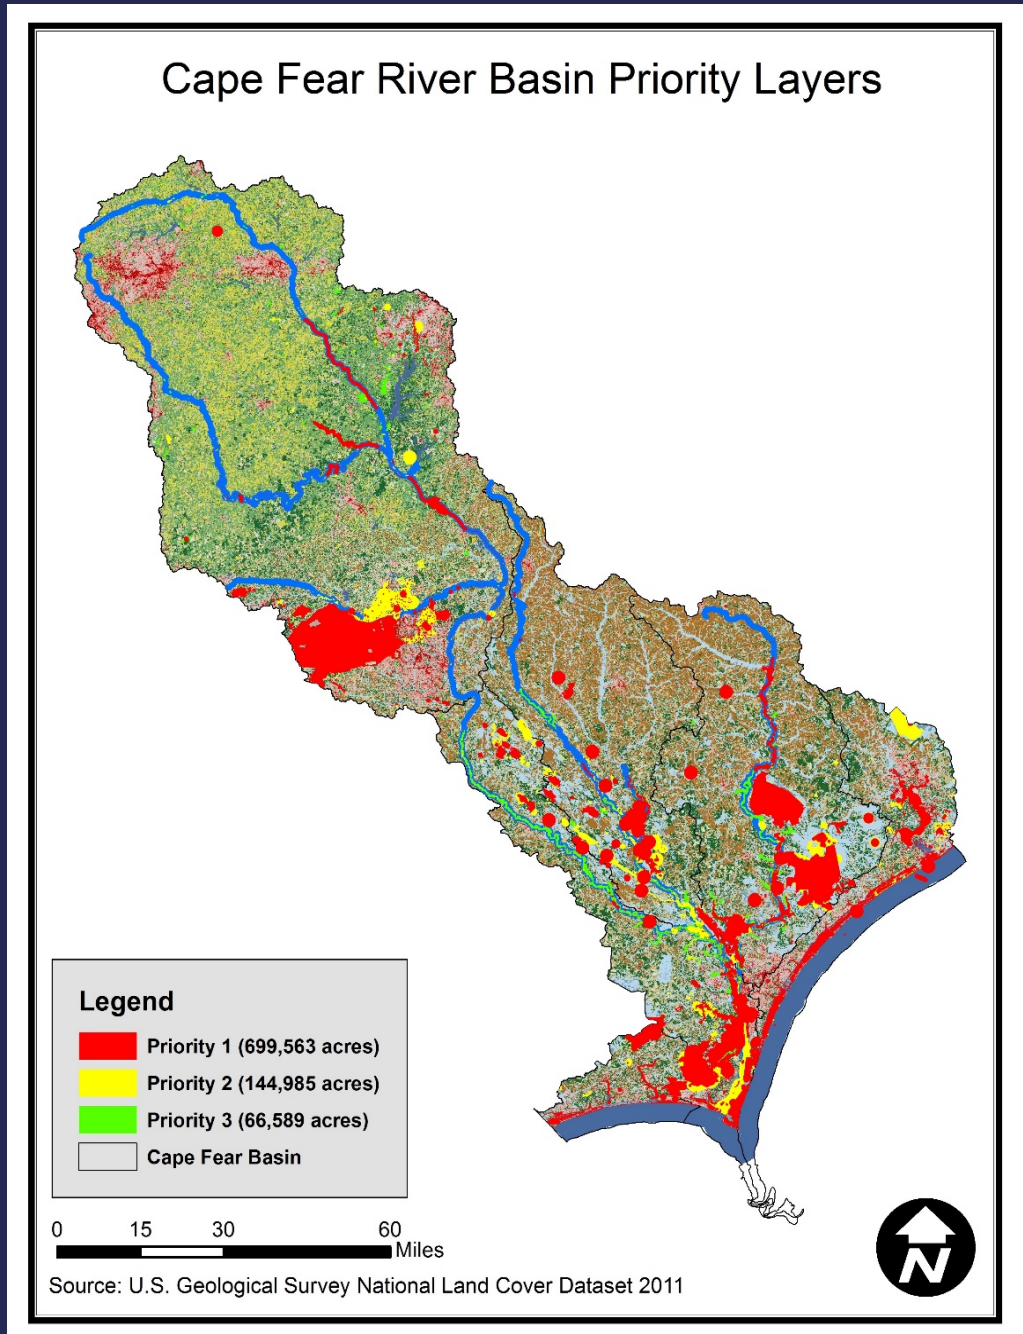 Cape Fear River Basin Priority Layers
Legend
Priority 1 (699,563 acres)
Priority 2 (144,985 acres)
Priority 3 (66,589 acres)
Cape Fear Basin
0 15 30 60
Miles
N
Source: U.S. Geological Survey National Land Cover Dataset 2011